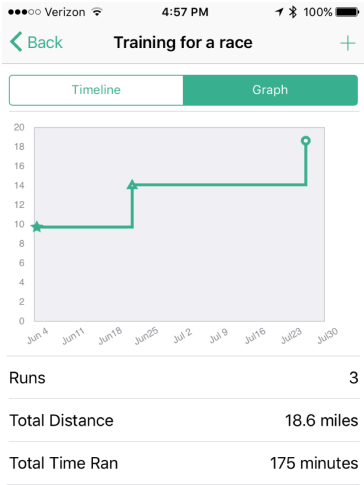 Verizon 4:57 PM 100%
Back Training for a race +
Timeline Graph
20
18
16
14
12
10
8
6
4
2
0
Jun 4 Jun11 Jun18 Jun25 Jul 2 Jul 9 Jul16 Jul23 Jul30
Runs 3
Total Distance 18.6 miles
Total Time Ran 175 minutes